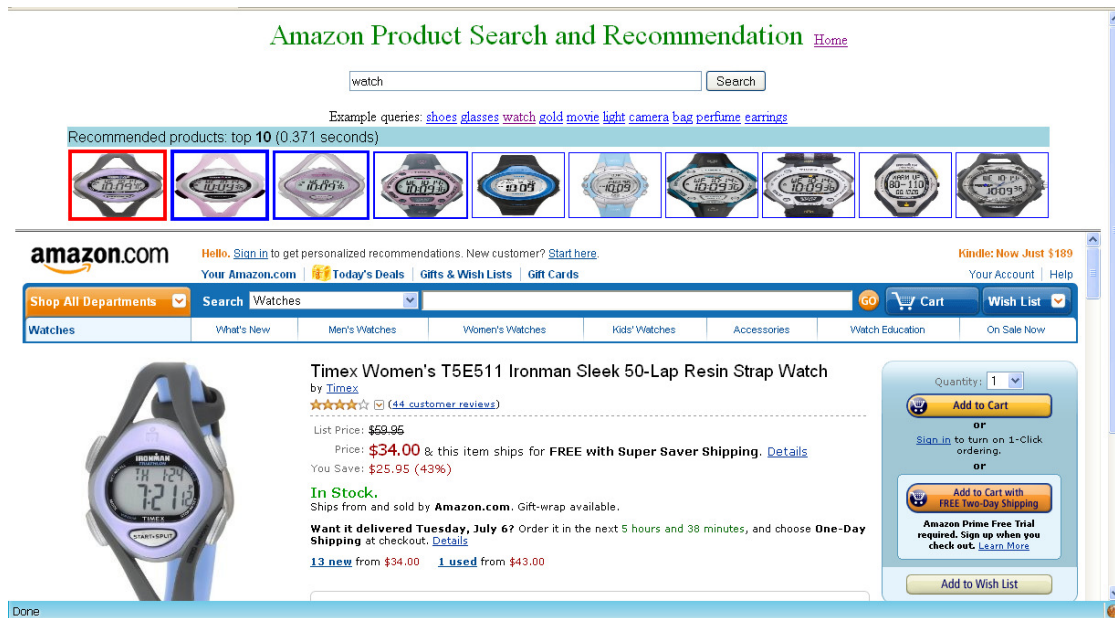 Amazon Product Search and Recommendation Home
watch Search
Example queries: shoes glasses watch gold movie light camera bag perfume earrings
Recommended products: top 10 (0.371 seconds)
amazon.com
Hello. Sign in to get personalized recommendations. New customer? Start here.
Kindle: Now Just $189
Your Amazon.com Today's Deals Gifts & Wish Lists Gift Cards
Your Account Help
Shop All Departments Search Watches GO Cart Wish List
Watches What's New Men's Watches Women's Watches Kids' Watches Accessories Watch Education On Sale Now
Timex Women's T5E511 Ironman Sleek 50-Lap Resin Strap Watch
by Timex
(44 customer reviews)
List Price: $59.95
Price: $34.00 & this item ships for FREE with Super Saver Shipping. Details
You Save: $25.95 (43%)
In Stock.
Ships from and sold by Amazon.com. Gift-wrap available.
Want it delivered Tuesday, July 6? Order it in the next 5 hours and 38 minutes, and choose One-Day
Shipping at checkout. Details
13 new from $34.00 1 used from $43.00
IRONMAN
TRIATHLON
TH 1 24
7:21
TIMEX
START•SPLIT
Quantity: 1
Add to Cart
or
Sign in to turn on 1-Click
ordering.
or
Add to Cart with
FREE Two-Day Shipping
Amazon Prime Free Trial
required. Sign up when you
check out. Learn More
Add to Wish List
Done